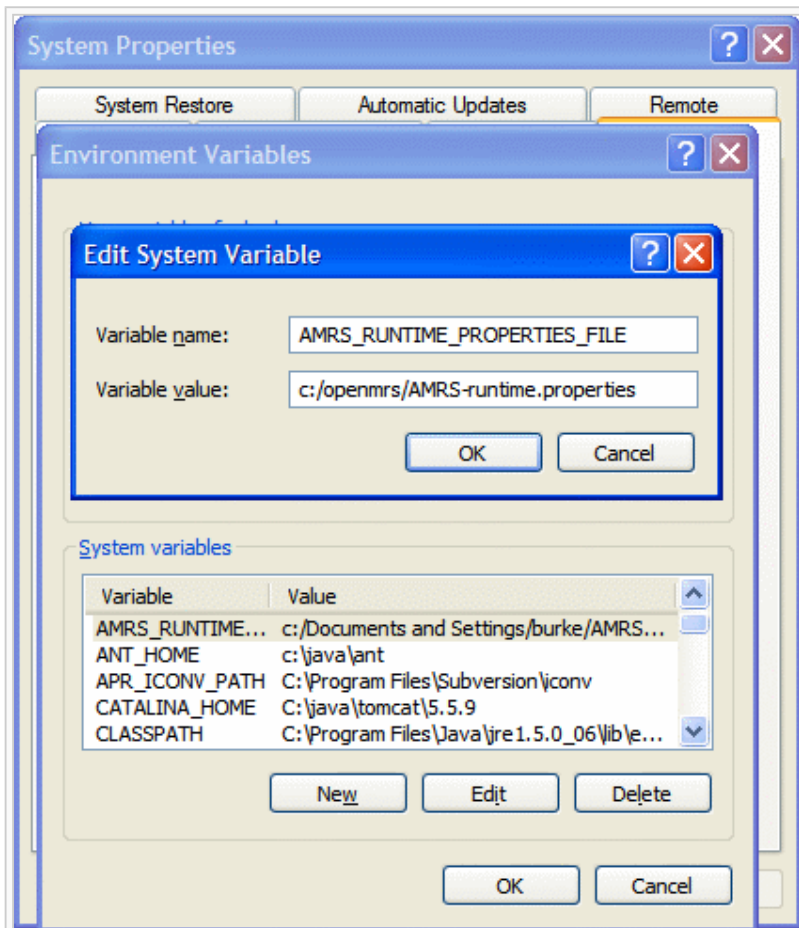 System Properties
System Restore Automatic Updates Remote
Environment Variables
Edit System Variable
Variable name: AMRS_RUNTIME_PROPERTIES_FILE
Variable value: c:/openmrs/AMRS-runtime.properties
OK Cancel
System variables
Variable Value
AMRS_RUNTIME... c:/Documents and Settings/burke/AMRS...
ANT_HOME c:\java\ant
APR_ICONV_PATH C:\Program Files\Subversion\iconv
CATALINA_HOME C:\java\tomcat\5.5.9
CLASSPATH C:\Program Files\Java\jre1.5.0_06\lib\e...
New Edit Delete
OK Cancel